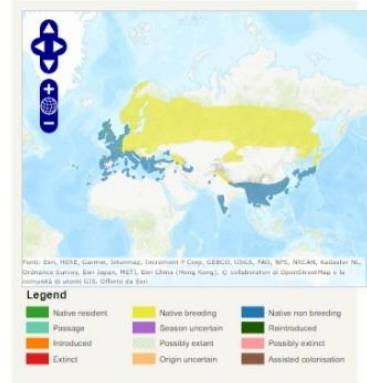 Fonti: Esri, HERE, Garmin, Intermap, Increment P Corp., GEBCO, USGS, FAO, NPS, NRCAN, Kadaster NL,
Ordnance Survey, Esri Japan, METI, Esri China (Hong Kong), © collaboratori di OpenStreetMap e la
comunità di utenti GIS. Offerto da Esri
Legend
Native resident
Native breeding
Native non breeding
Passage
Season uncertain
Reintroduced
Introduced
Possibly extant
Possibly extinct
Extinct
Origin uncertain
Assisted colonisation